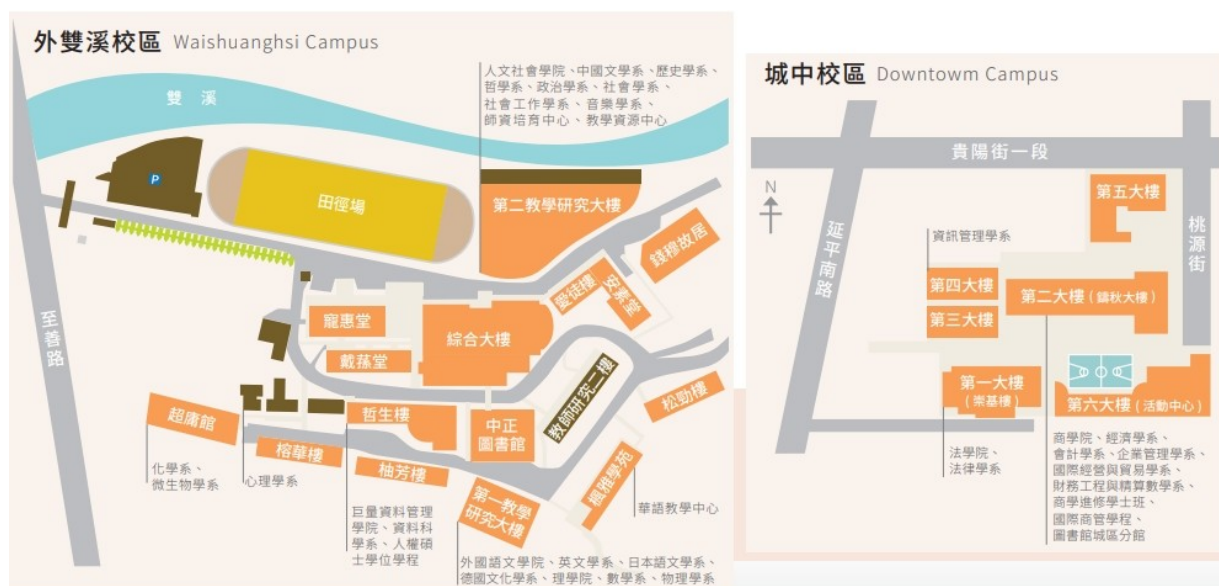 外雙溪校區 Waishuanghsi Campus
人文社會學院、中國文學系、歷史學系、
哲學系、政治學系、社會學系、
社會工作學系、音樂學系、
師資培育中心、教學資源中心
雙溪
P
田徑場
第二教學研究大樓
錢穆故居
愛徒樓
安素堂
至善路
寵惠堂
綜合大樓
戴蓀堂
教師研究二樓
松勁樓
超庸館
哲生樓
中正
圖書館
榕華樓
柚芳樓
楓雅學苑
第一教學
研究大樓
化學系、
微生物學系
心理學系
巨量資料管理
學院、資料科
學系、人權碩
士學位學程
華語教學中心
外國語文學院、英文學系、日本語文學系、
德國文化學系、理學院、數學系、物理學系
城中校區 Downtowm Campus
貴陽街一段
N
延平南路
桃源街
第五大樓
資訊管理學系
第四大樓
第二大樓(鑄秋大樓)
第三大樓
第一大樓
(崇基樓)
第六大樓(活動中心)
法學院、
法律學系
商學院、經濟學系、
會計學系、企業管理學系、
國際經營與貿易學系、
財務工程與精算數學系、
商學進修學士班、
國際商管學程、
圖書館城區分館